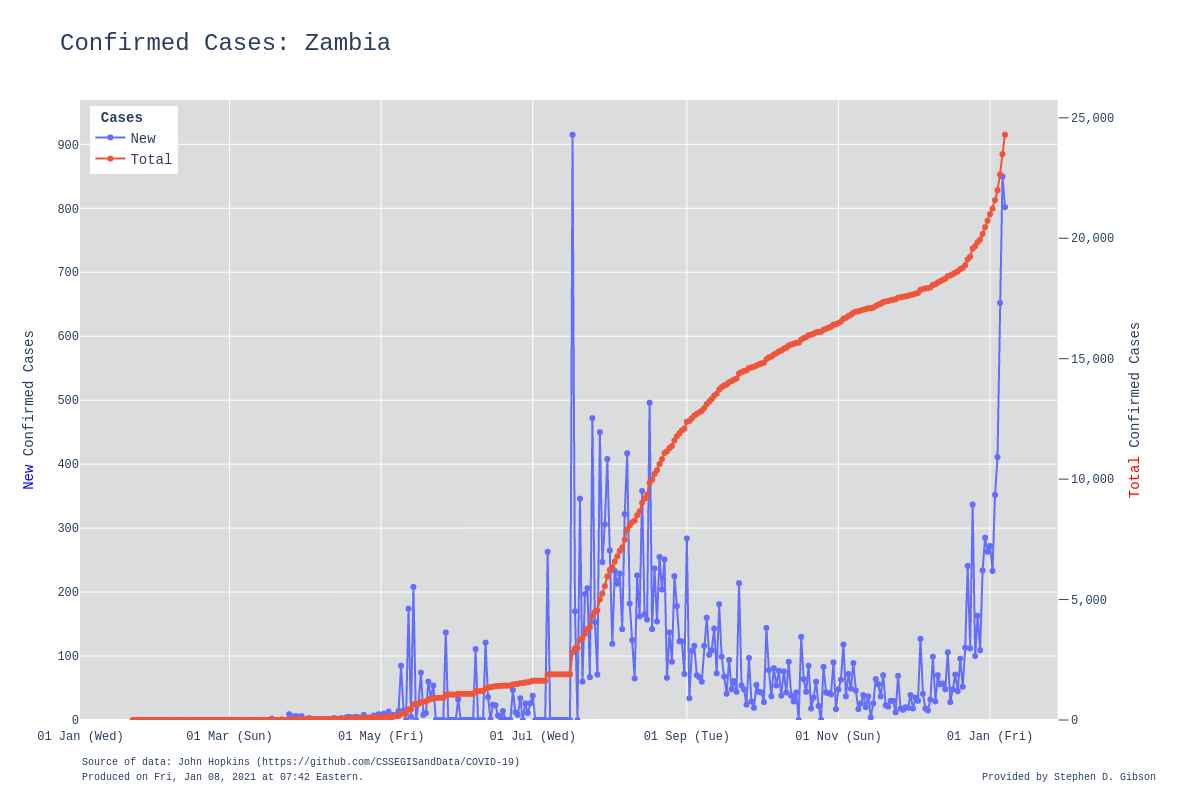 Confirmed Cases: Zambia
Cases
New
Total
900
800
700
600
500
400
300
200
100
0
25,000
20,000
15,000
10,000
5,000
0
New Confirmed Cases
Total Confirmed Cases
01 Jan (Wed)
01 Mar (Sun)
01 May (Fri)
01 Jul (Wed)
01 Sep (Tue)
01 Nov (Sun)
01 Jan (Fri)
Source of data: John Hopkins (https://github.com/CSSEGISandData/COVID-19)
Produced on Fri, Jan 08, 2021 at 07:42 Eastern.
Provided by Stephen D. Gibson